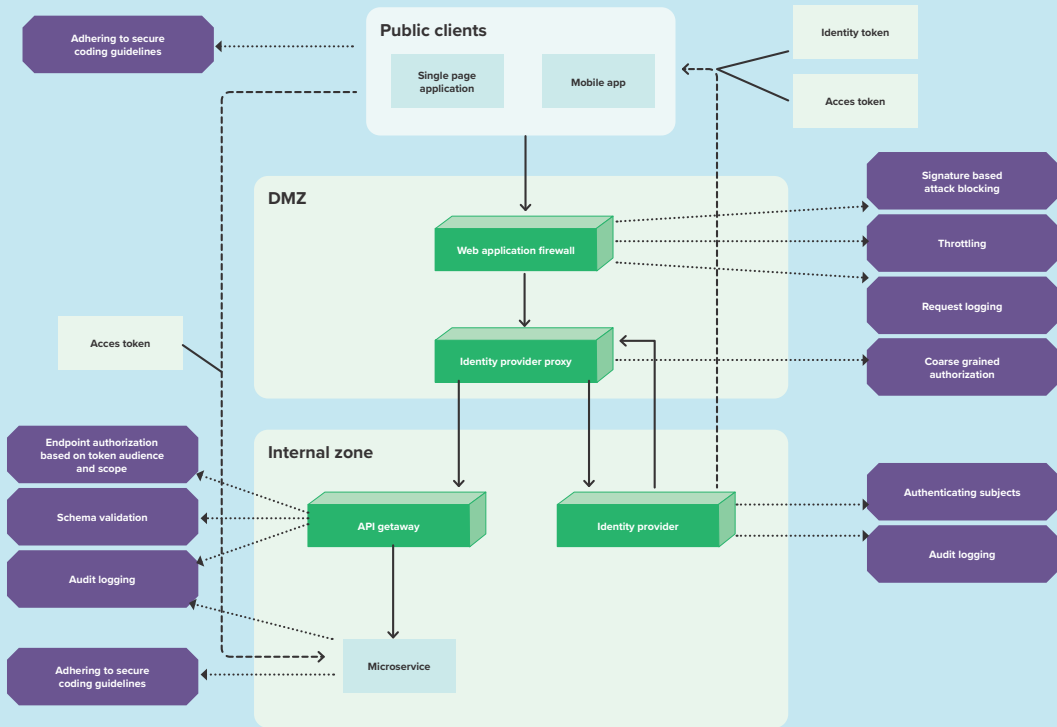 Public clients
Single page
application
Mobile app
Adhering to secure
coding guidelines
Identity token
Acces token
DMZ
Web application firewall
Identity provider proxy
Signature based
attack blocking
Throttling
Request logging
Coarse grained
authorization
Acces token
Internal zone
API getaway
Identity provider
Microservice
Endpoint authorization
based on token audience
and scope
Schema validation
Audit logging
Adhering to secure
coding guidelines
Authenticating subjects
Audit logging